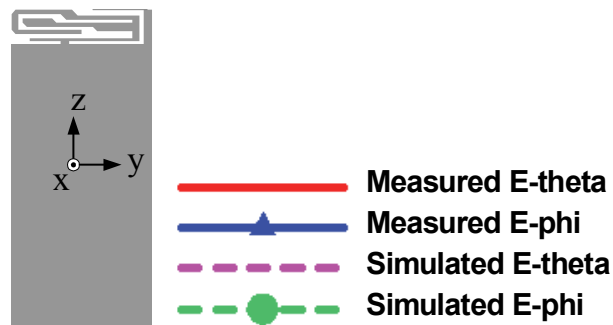 z
y
x
Measured E-theta
Measured E-phi
Simulated E-theta
Simulated E-phi